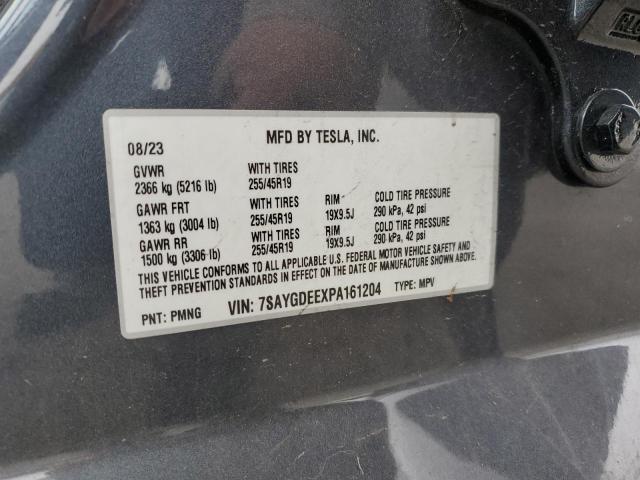 08/23 MFD BY TESLA, INC.
GVWR WITH TIRES
2366 kg (5216 lb) 255/45R19
GAWR FRT WITH TIRES RIM COLD TIRE PRESSURE
1363 kg (3004 lb) 255/45R19 19X9.5J 290 kPa, 42 psi
GAWR RR WITH TIRES RIM COLD TIRE PRESSURE
1500 kg (3306 lb) 255/45R19 19X9.5J 290 kPa, 42 psi
THIS VEHICLE CONFORMS TO ALL APPLICABLE U.S. FEDERAL MOTOR VEHICLE SAFETY AND
THEFT PREVENTION STANDARDS IN EFFECT ON THE DATE OF MANUFACTURE SHOWN ABOVE.
PNT: PMNG VIN: 7SAYGDEEXPA161204 TYPE: MPV